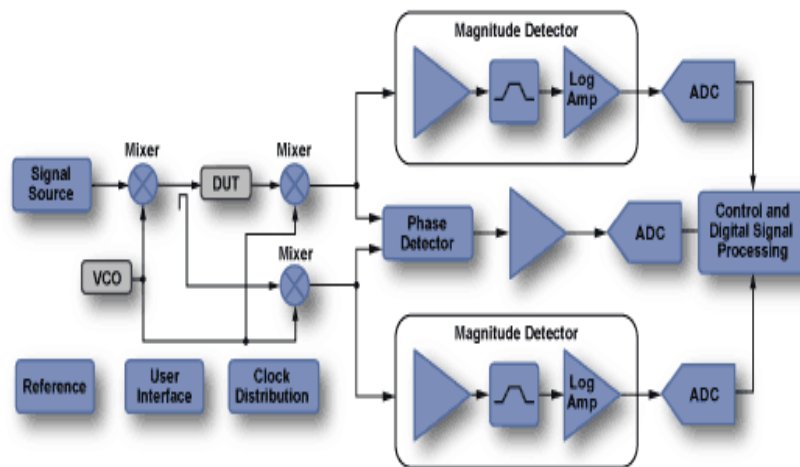 Magnitude Detector
Log
Amp
ADC
Mixer
Mixer
Signal
Source
DUT
Phase
Detector
ADC
Control and
Digital Signal
Processing
Mixer
VCO
Magnitude Detector
Log
Amp
ADC
Reference
User
Interface
Clock
Distribution